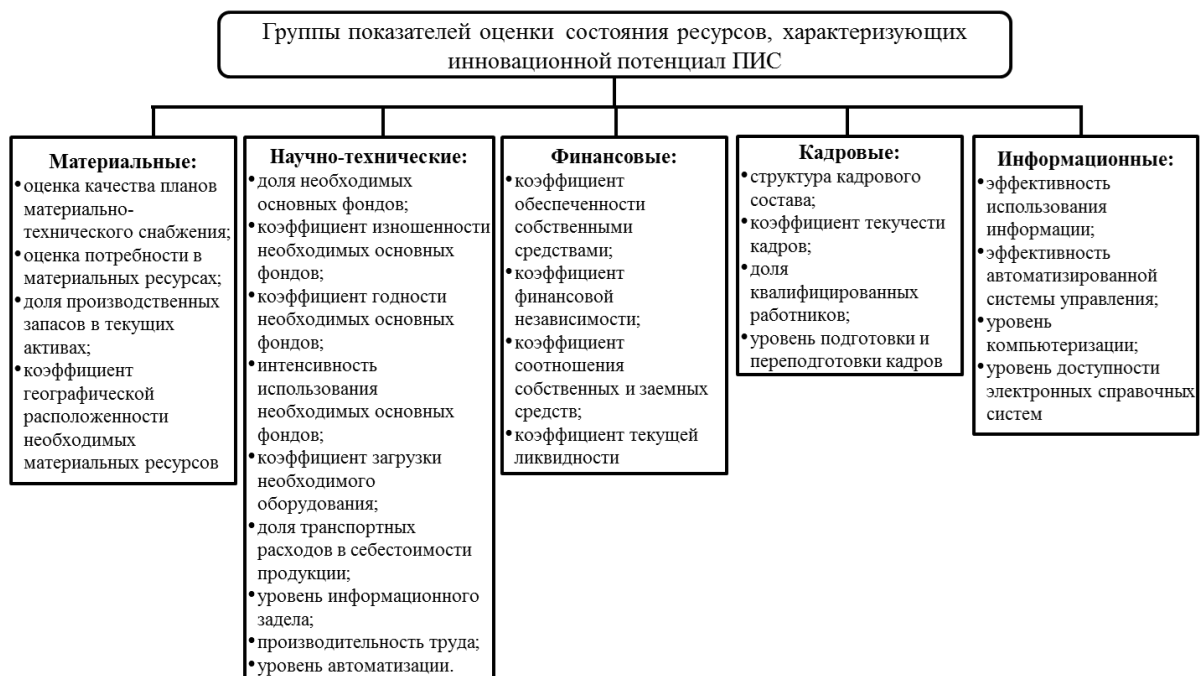 Группы показателей оценки состояния ресурсов, характеризующих
инновационной потенциал ПИС
Материальные:
•оценка качества планов
материально-
технического снабжения;
•оценка потребности в
материальных ресурсах;
•доля производственных
запасов в текущих
активах;
•коэффициент
географической
расположенности
необходимых
материальных ресурсов
Научно-технические:
•доля необходимых
основных фондов;
•коэффициент изношенности
необходимых основных
фондов;
•коэффициент годности
необходимых основных
фондов;
•интенсивность
использования
необходимых основных
фондов;
•коэффициент загрузки
необходимого
оборудования;
•доля транспортных
расходов в себестоимости
продукции;
•уровень информационного
задела;
•производительность труда;
•уровень автоматизации.
Финансовые:
•коэффициент
обеспеченности
собственными
средствами;
•коэффициент
финансовой
независимости;
•коэффициент
соотношения
собственных и заемных
средств;
•коэффициент текущей
ликвидности
Кадровые:
•структура кадрового
состава;
•коэффициент текучести
кадров;
•доля
квалифицированных
работников;
•уровень подготовки и
переподготовки кадров
Информационные:
•эффективность
использования
информации;
•эффективность
автоматизированной
системы управления;
•уровень
компьютеризации;
•уровень доступности
электронных справочных
систем